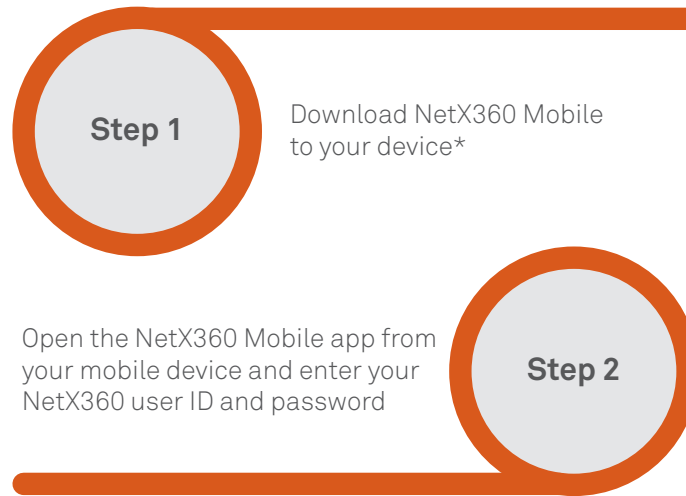 Step 1
Download NetX360 Mobile
to your device*
Open the NetX360 Mobile app from
your mobile device and enter your
NetX360 user ID and password
Step 2